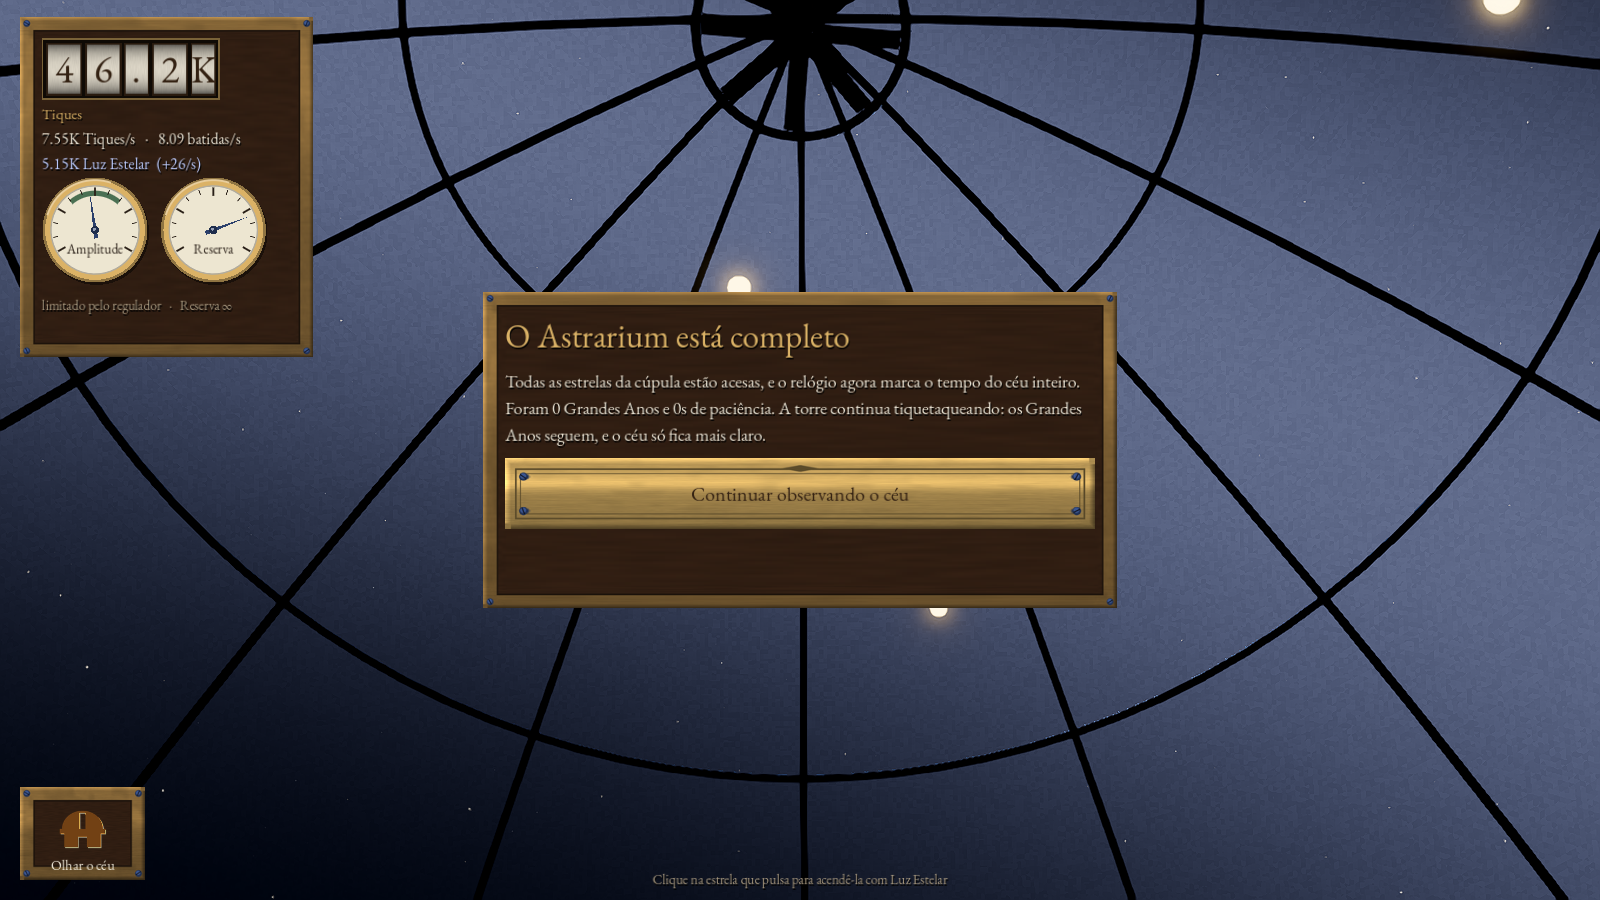 46.2K
Tiques
7.55K Tiques/s · 8.09 batidas/s
5.15K Luz Estelar (+26/s)
Amplitude
Reserva
limitado pelo regulador · Reserva ∞
O Astrarium está completo
Todas as estrelas da cúpula estão acesas, e o relógio agora marca o tempo do céu inteiro.
Foram 0 Grandes Anos e 0s de paciência. A torre continua tiquetaqueando: os Grandes
Anos seguem, e o céu só fica mais claro.
Continuar observando o céu
Olhar o céu
Clique na estrela que pulsa para acendê-la com Luz Estelar